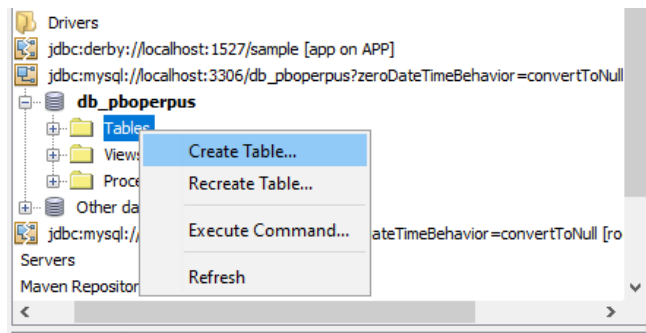 Drivers
jdbc:derby://localhost:1527/sample [app on APP]
jdbc:mysql://localhost:3306/db_pboperpus?zeroDateTimeBehavior=convertToNull
db_pboperpus
Tables
Create Table...
Views
Recreate Table...
Proce
Other da
Execute Command...
jdbc:mysql:// ateTimeBehavior=convertToNull [ro
Servers
Refresh
Maven Repositor